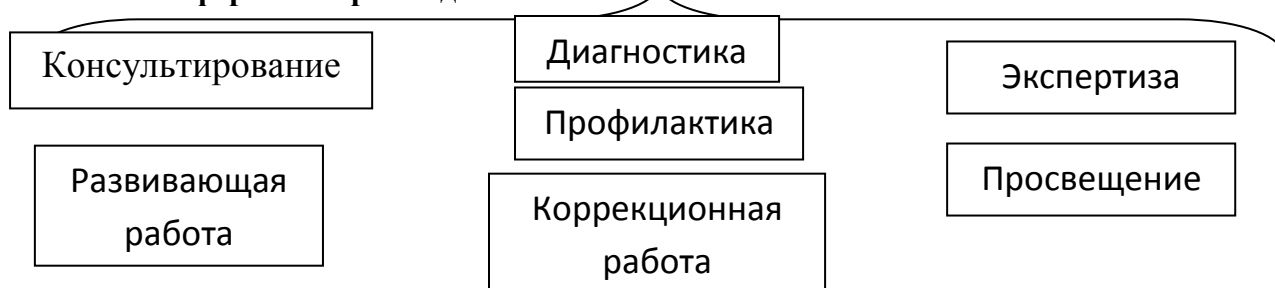 Консультирование
Диагностика
Экспертиза
Профилактика
Развивающая
работа
Просвещение
Коррекционная
работа